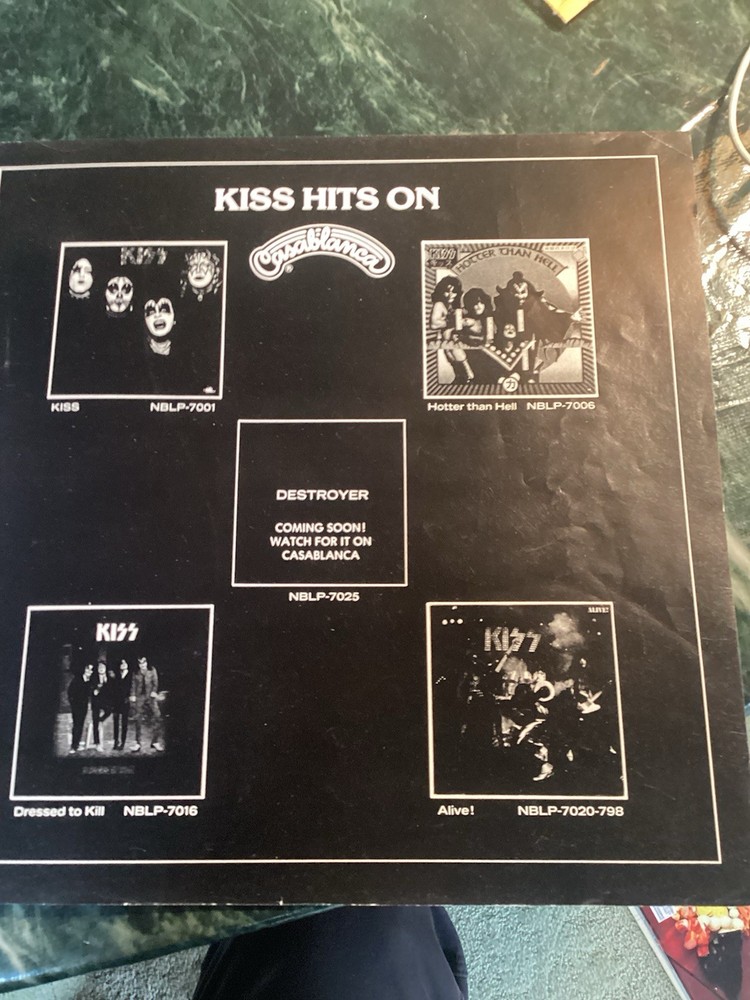 KISS HITS ON
Casablanca®
KISS
HOTTER THAN HELL
KISS NBLP-7001
Hotter than Hell NBLP-7006
DESTROYER
COMING SOON!
WATCH FOR IT ON
CASABLANCA
NBLP-7025
KISS
ALIVE!
KISS
Dressed to Kill NBLP-7016
Alive! NBLP-7020-798